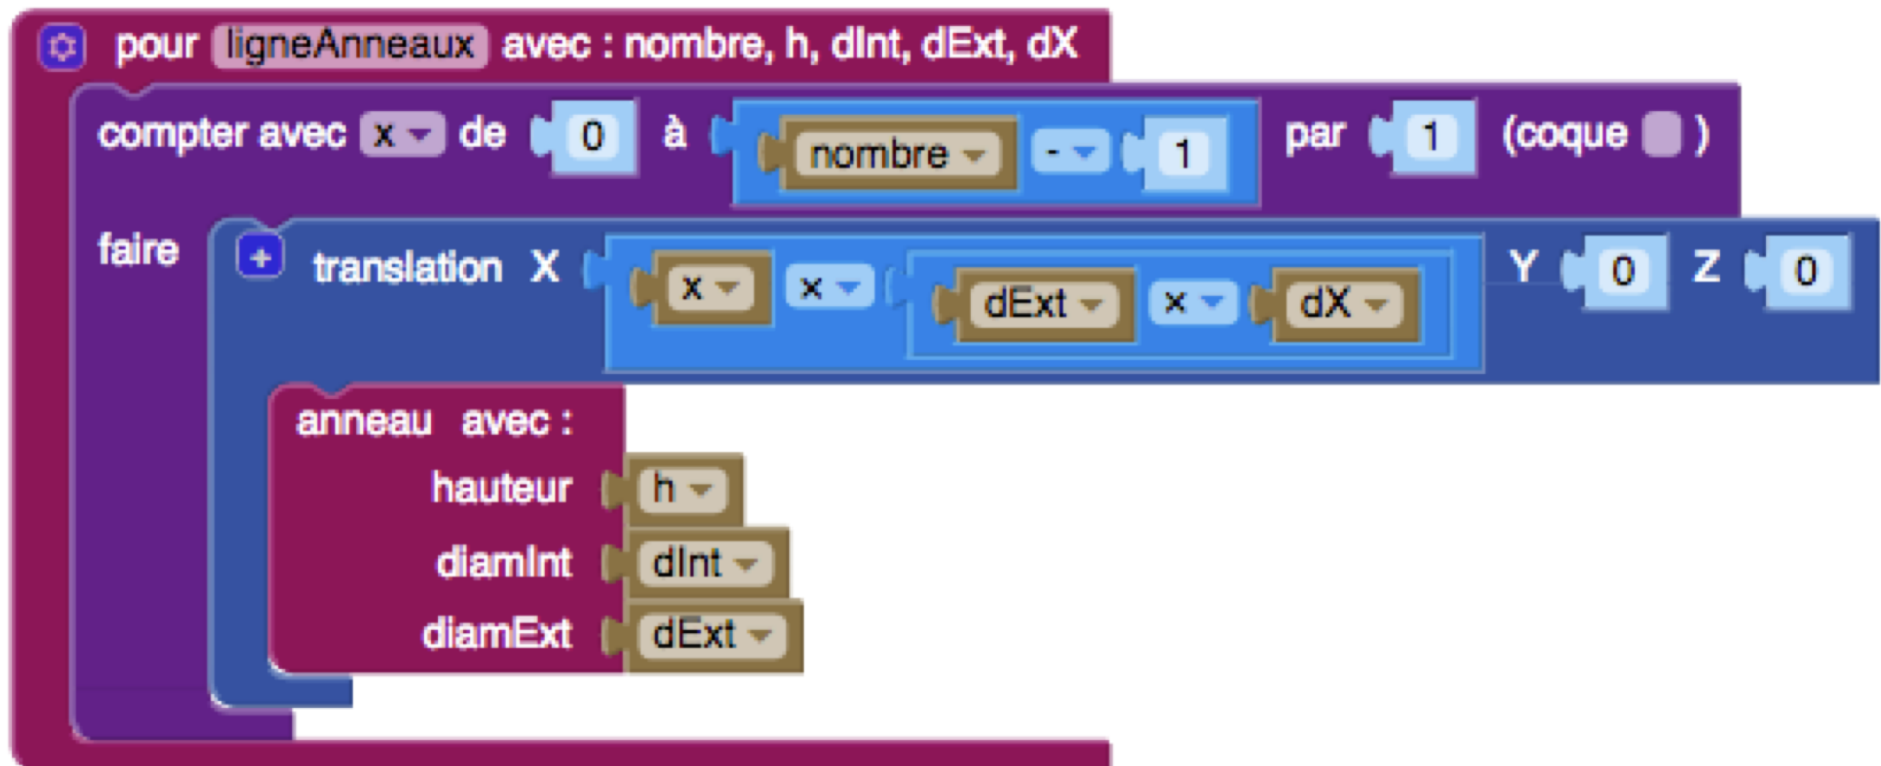 pour ligneAnneaux avec : nombre, h, dInt, dExt, dX
compter avec x de 0 à nombre - 1 par 1 (coque )
faire translation X x × dExt × dX Y 0 Z 0
anneau avec :
hauteur h
diamInt dInt
diamExt dExt